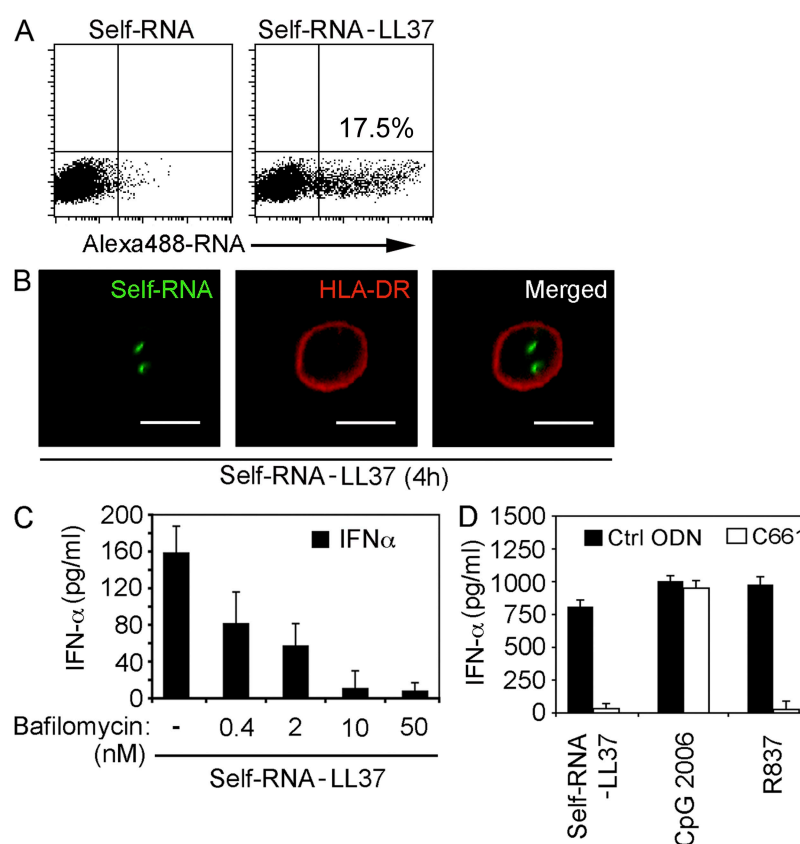 A
Self-RNA
Self-RNA-LL37
17.5%
Alexa488-RNA
B
Self-RNA
HLA-DR
Merged
Self-RNA-LL37 (4h)
C
IFN-α (pg/ml)
200
160
120
80
40
0
IFNα
Bafilomycin: - 0.4 2 10 50
(nM)
Self-RNA-LL37
D
IFN-α (pg/ml)
1500
1250
1000
750
500
250
0
Ctrl ODN
C661
Self-RNA
-LL37
CpG 2006
R837